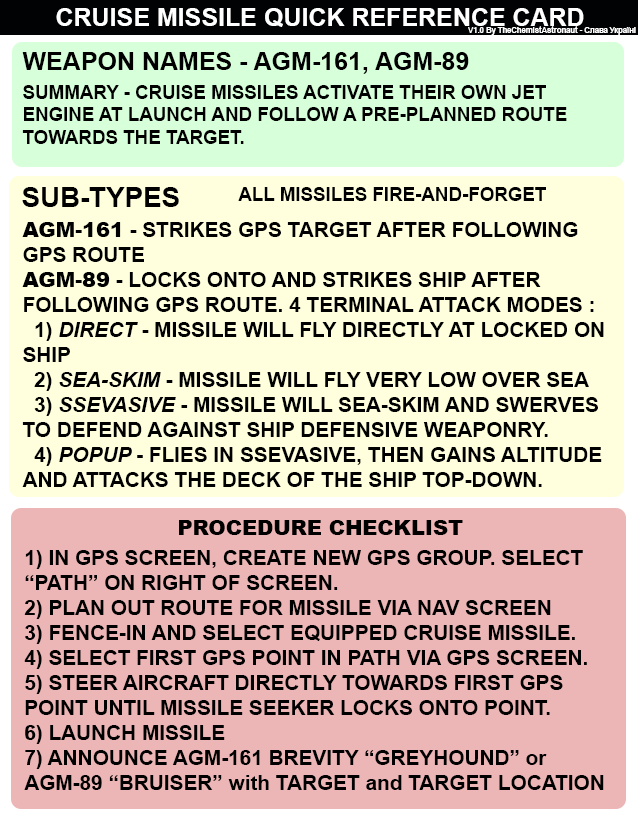 CRUISE MISSILE QUICK REFERENCE CARD
V1.0 By TheChemistAstronaut - Слава Україні
WEAPON NAMES - AGM-161, AGM-89
SUMMARY - CRUISE MISSILES ACTIVATE THEIR OWN JET
ENGINE AT LAUNCH AND FOLLOW A PRE-PLANNED ROUTE
TOWARDS THE TARGET.
SUB-TYPES ALL MISSILES FIRE-AND-FORGET
AGM-161 - STRIKES GPS TARGET AFTER FOLLOWING
GPS ROUTE
AGM-89 - LOCKS ONTO AND STRIKES SHIP AFTER
FOLLOWING GPS ROUTE. 4 TERMINAL ATTACK MODES :
1) DIRECT - MISSILE WILL FLY DIRECTLY AT LOCKED ON
SHIP
2) SEA-SKIM - MISSILE WILL FLY VERY LOW OVER SEA
3) SSEVASIVE - MISSILE WILL SEA-SKIM AND SWERVES
TO DEFEND AGAINST SHIP DEFENSIVE WEAPONRY.
4) POPUP - FLIES IN SSEVASIVE, THEN GAINS ALTITUDE
AND ATTACKS THE DECK OF THE SHIP TOP-DOWN.
PROCEDURE CHECKLIST
1) IN GPS SCREEN, CREATE NEW GPS GROUP. SELECT
“PATH” ON RIGHT OF SCREEN.
2) PLAN OUT ROUTE FOR MISSILE VIA NAV SCREEN
3) FENCE-IN AND SELECT EQUIPPED CRUISE MISSILE.
4) SELECT FIRST GPS POINT IN PATH VIA GPS SCREEN.
5) STEER AIRCRAFT DIRECTLY TOWARDS FIRST GPS
POINT UNTIL MISSILE SEEKER LOCKS ONTO POINT.
6) LAUNCH MISSILE
7) ANNOUNCE AGM-161 BREVITY “GREYHOUND” or
AGM-89 “BRUISER” with TARGET and TARGET LOCATION